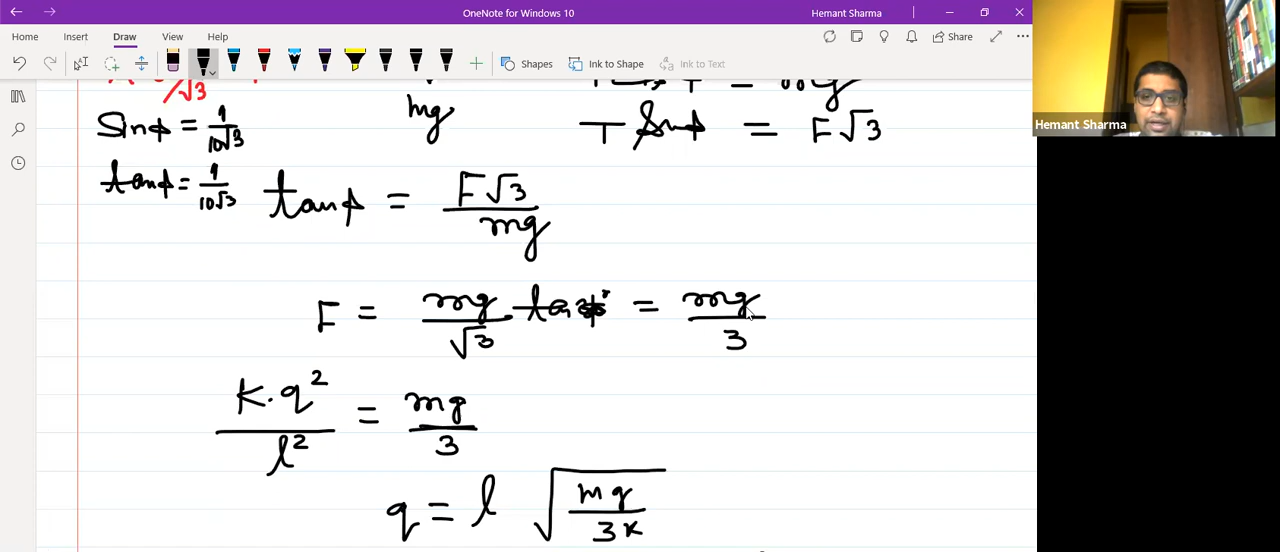 OneNote for Windows 10
Hemant Sharma
Home Insert Draw View Help
Share
Shapes Ink to Shape Ink to Text
Hemant Sharma
/√3
mg
= mg
Sinφ = 1/10√3
T Sinφ = F√3
tanφ = 1/10√3
tanφ = F√3/mg
F = mg/√3 tanφ = mg/3
K.q²/l² = mg/3
q = l √mg/3K